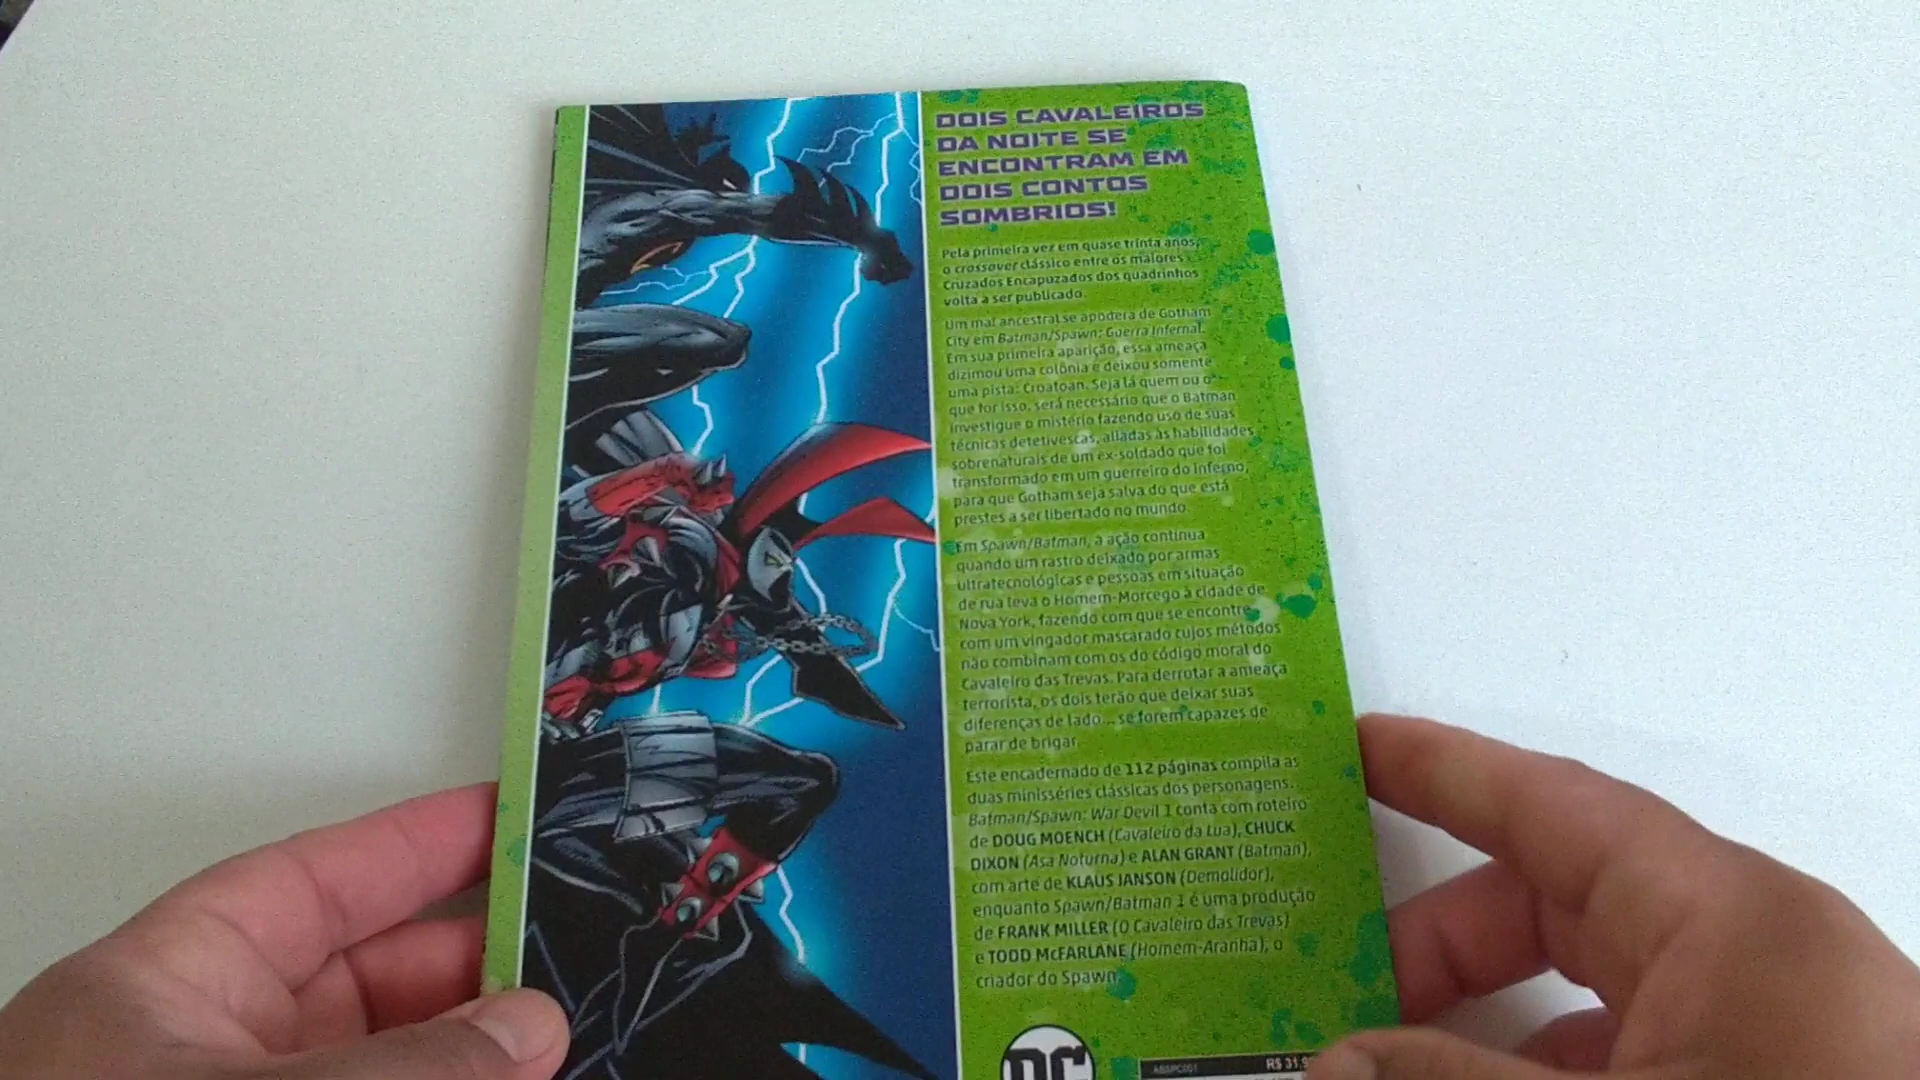 DOIS CAVALEIROS
DA NOITE SE
ENCONTRAM EM
DOIS CONTOS
SOMBRIOS!
Pela primeira vez em quase trinta anos,
o crossover clássico entre os maiores
Cruzados Encapuzados dos quadrinhos
volta a ser publicado.
Um mal ancestral se apodera de Gotham
City em Batman/Spawn: Guerra Infernal.
Em sua primeira aparição, essa ameaça
dizimou uma colônia e deixou somente
uma pista: Croatoan. Seja lá quem ou o
que for isso, será necessário que o Batman
investigue o mistério fazendo uso de suas
técnicas detetivescas, aliadas às habilidades
sobrenaturais de um ex-soldado que foi
transformado em um guerreiro do Inferno,
para que Gotham seja salva do que está
prestes a ser libertado no mundo.
Em Spawn/Batman, a ação continua
quando um rastro deixado por armas
ultratecnológicas e pessoas em situação
de rua leva o Homem-Morcego à cidade de
Nova York, fazendo com que se encontre
com um vingador mascarado cujos métodos
não combinam com os do código moral do
Cavaleiro das Trevas. Para derrotar a ameaça
terrorista, os dois terão que deixar suas
diferenças de lado... se forem capazes de
parar de brigar.
Este encadernado de 112 páginas compila as
duas minisséries clássicas dos personagens.
Batman/Spawn: War Devil 1 conta com roteiro
de DOUG MOENCH (Cavaleiro da Lua), CHUCK
DIXON (Asa Noturna) e ALAN GRANT (Batman),
com arte de KLAUS JANSON (Demolidor),
enquanto Spawn/Batman 1 é uma produção
de FRANK MILLER (O Cavaleiro das Trevas)
e TODD McFARLANE (Homem-Aranha), o
criador do Spawn.
DC
R$ 31,9